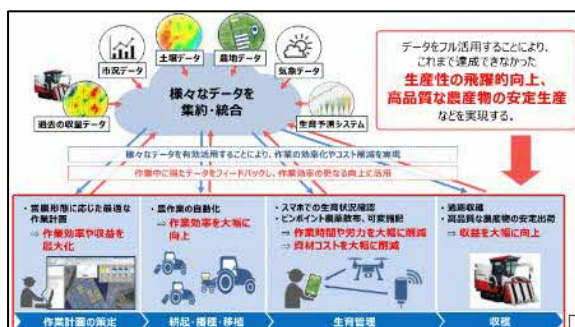 土壌データ
農地データ
市況データ
気象データ
様々なデータを
集約・統合
過去の収量データ
生育予測システム
データをフル活用することにより、
これまで達成できなかった
生産性の飛躍的向上、
高品質な農産物の安定生産
などを実現する。
様々なデータを有効活用することにより、作業の効率化やコスト削減を実現
作業中に得たデータをフィードバックし、作業効率の更なる向上に活用
・営農形態に応じた最適な
作業計画
⇒ 作業効率や収益を
最大化
・農作業の自動化
⇒ 作業効率を大幅に
向上
・スマホでの生育状況確認
・ピンポイント農薬散布、可変施肥
⇒ 作業時間や労力を大幅に削減
⇒ 資材コストを大幅に削減
・適期収穫
・高品質な農産物の安定出荷
⇒ 収益を大幅に向上
作業計画の策定
耕起・播種・移植
生育管理
収穫